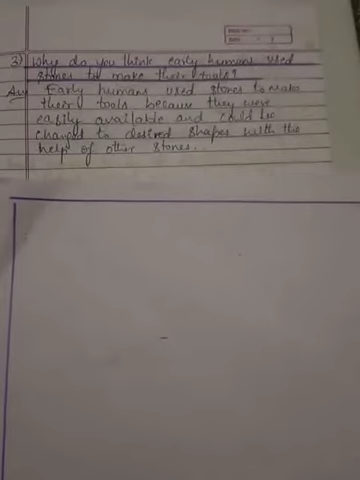 3) Why do you think early humans used
stones to make their tools?
Ans Early humans used stones to make
their tools because they were
easily available and could be
changed to desired shapes with the
help of other stones.